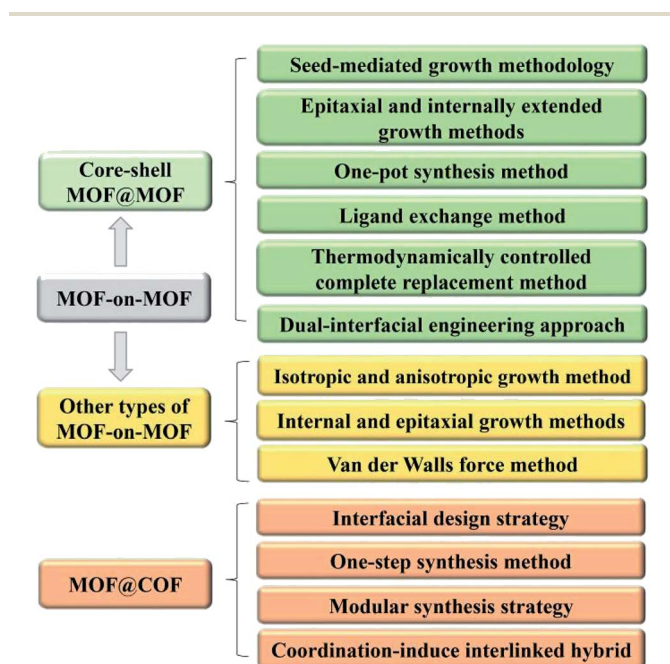 Seed-mediated growth methodology
Epitaxial and internally extended
growth methods
Core-shell
MOF@MOF
One-pot synthesis method
Ligand exchange method
MOF-on-MOF
Thermodynamically controlled
complete replacement method
Dual-interfacial engineering approach
Other types of
MOF-on-MOF
Isotropic and anisotropic growth method
Internal and epitaxial growth methods
Van der Walls force method
MOF@COF
Interfacial design strategy
One-step synthesis method
Modular synthesis strategy
Coordination-induce interlinked hybrid